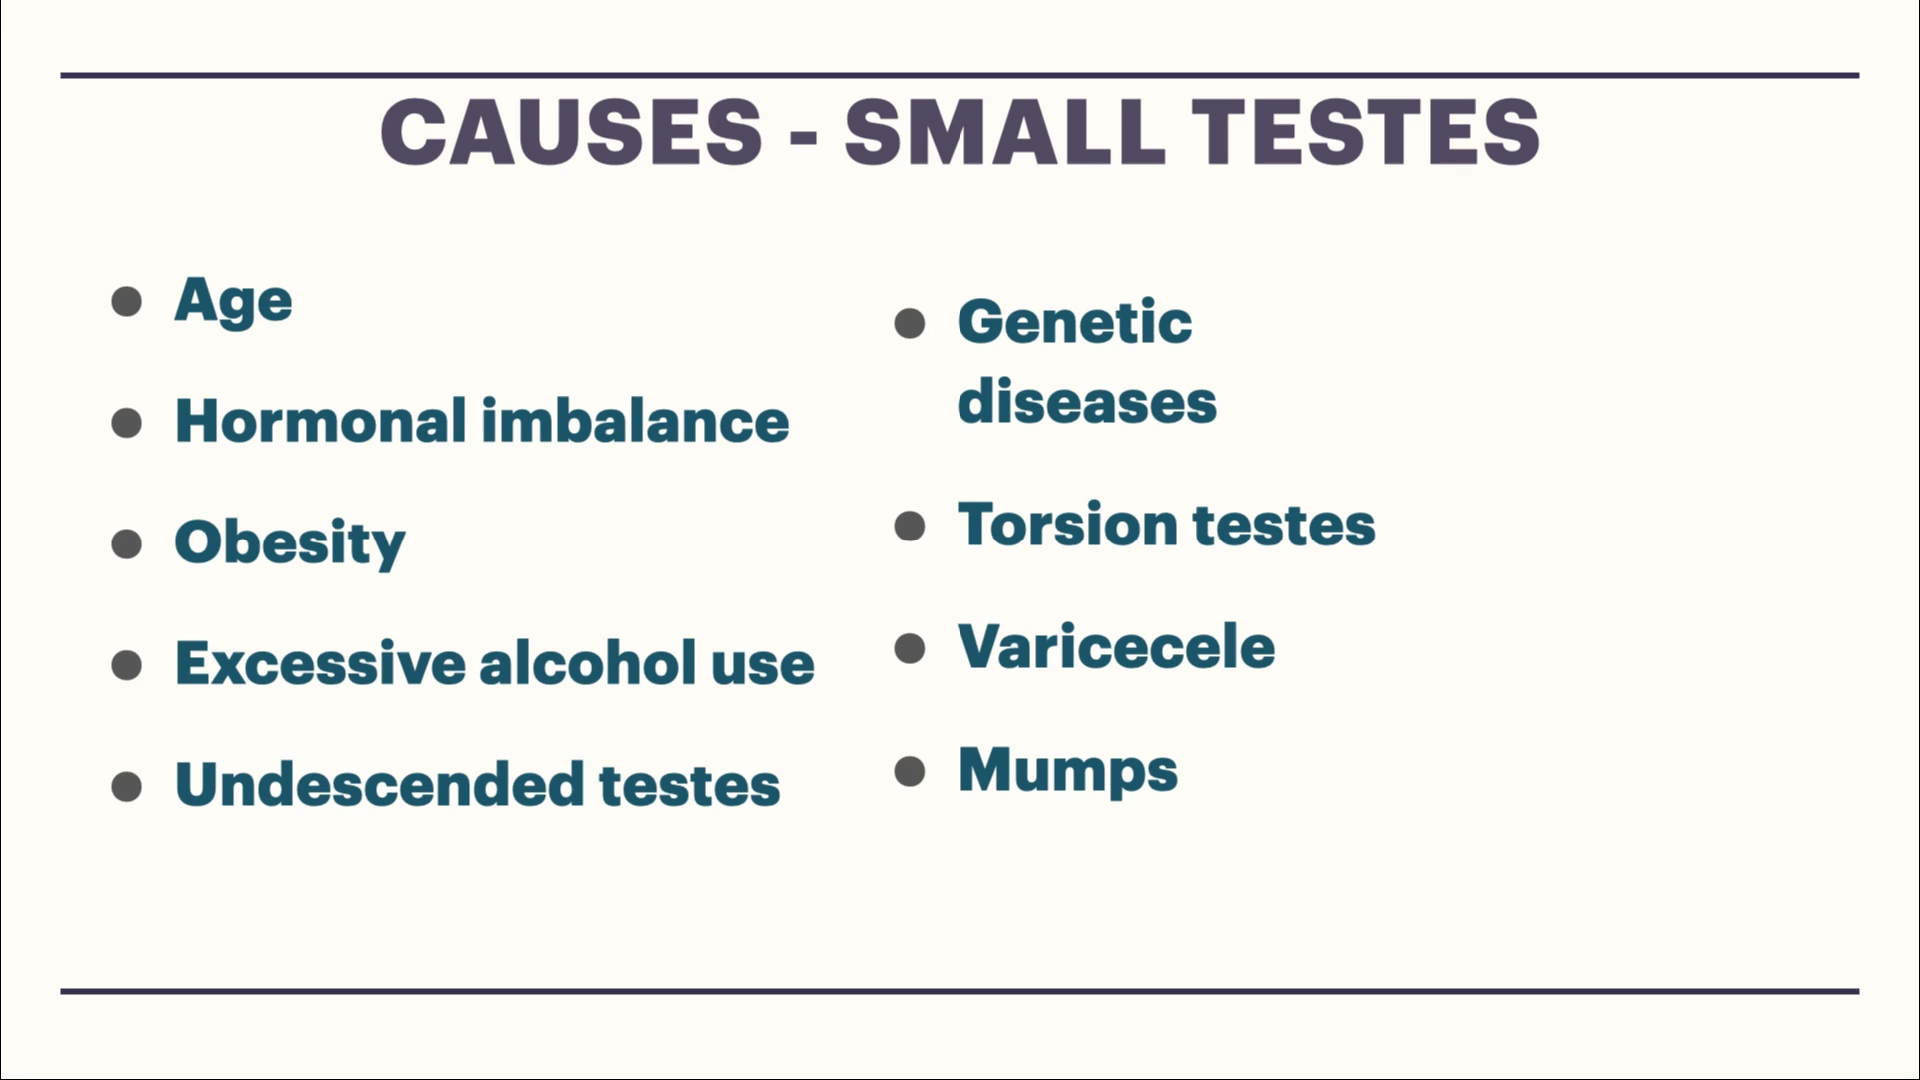 CAUSES - SMALL TESTES
Age
Hormonal imbalance
Obesity
Excessive alcohol use
Undescended testes
Genetic
diseases
Torsion testes
Varicecele
Mumps